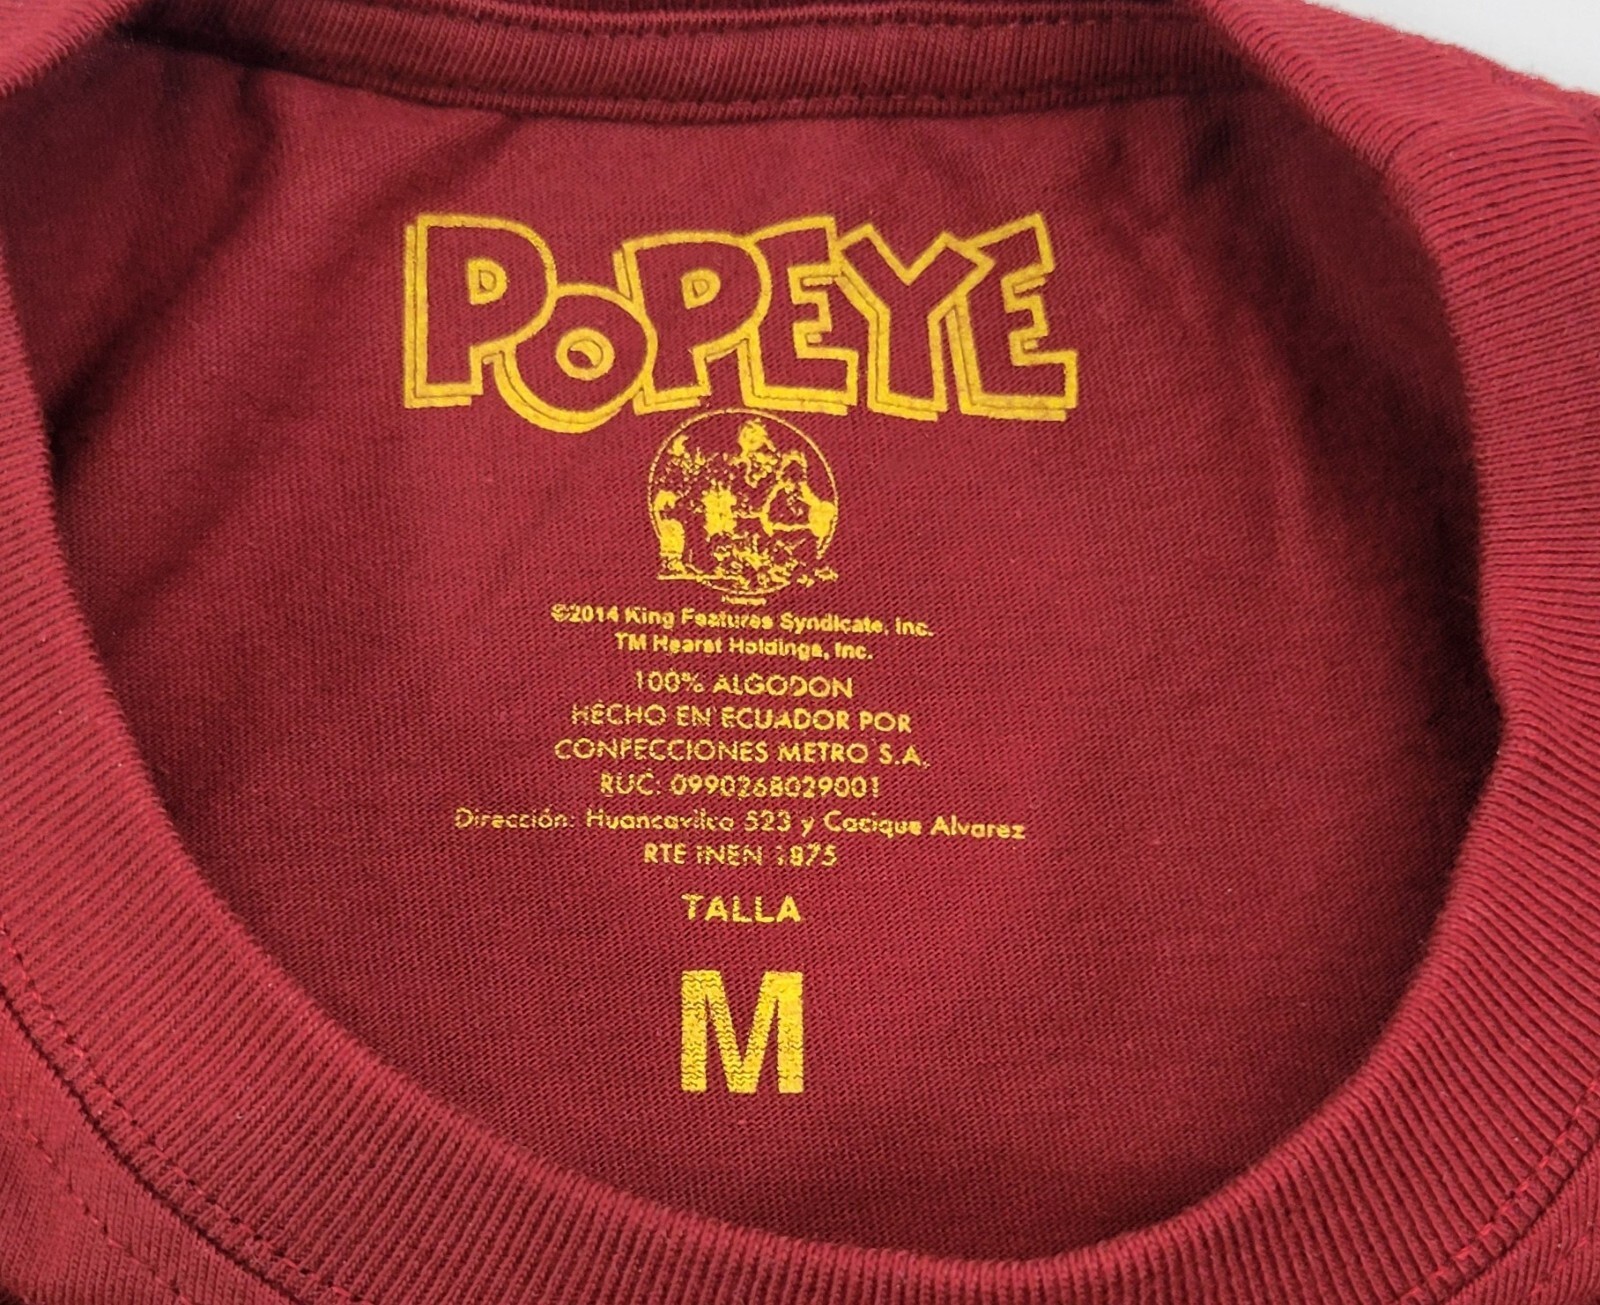 POPEYE
©2014 King Features Syndicate, Inc.
TM Hearst Holdings, Inc.
100% ALGODON
HECHO EN ECUADOR POR
CONFECCIONES METRO S.A.
RUC: 0990268029001
Dirección: Huancavilca 523 y Cacique Alvarez
RTE INEN 1875
TALLA
M